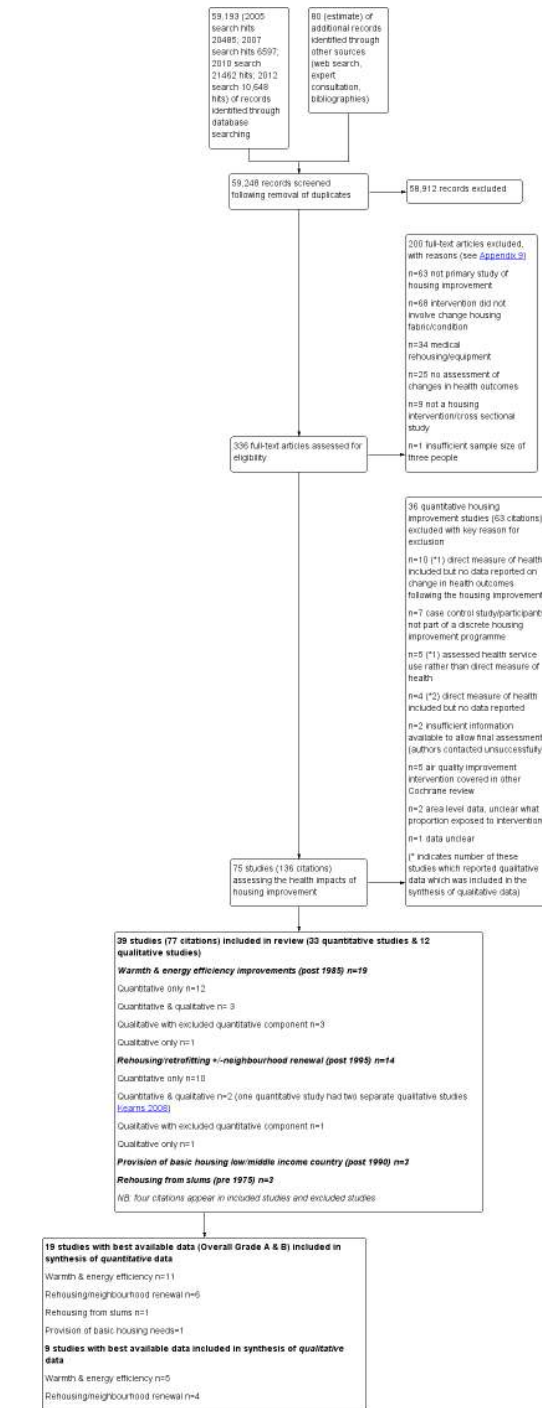 59,193 (2005
search hits
20485; 2007
search hits 6597;
2010 search
21462 hits; 2012
search 10,648
hits) of records
identified through
database
searching
80 (estimate) of
additional records
identified through
other sources
(web search,
expert
consultation,
bibliographies)
59,248 records screened
following removal of duplicates
58,912 records excluded
200 full-text articles excluded,
with reasons (see Appendix 9)
n=63 not primary study of
housing improvement
n=68 intervention did not
involve change housing
fabric/condition
n=34 medical
rehousing/equipment
n=25 no assessment of
changes in health outcomes
n=9 not a housing
intervention/cross sectional
study
n=1 insufficient sample size of
three people
336 full-text articles assessed for
eligibility
36 quantitative housing
improvement studies (63 citations)
excluded with key reason for
exclusion
n=10 (*1) direct measure of health
included but no data reported on
change in health outcomes
following the housing improvement
n=7 case control study/participants
not part of a discrete housing
improvement programme
n=5 (*1) assessed health service
use rather than direct measure of
health
n=4 (*2) direct measure of health
included but no data reported
n=2 insufficient information
available to allow final assessment
(authors contacted unsuccessfully
n=5 air quality improvement
intervention covered in other
Cochrane review
n=2 area level data, unclear what
proportion exposed to intervention
n=1 data unclear
(* indicates number of these
studies which reported qualitative
data which was included in the
synthesis of qualitative data)
75 studies (136 citations)
assessing the health impacts of
housing improvement
39 studies (77 citations) included in review (33 quantitative studies & 12
qualitative studies)
Warmth & energy efficiency improvements (post 1985) n=19
Quantitative only n=12
Quantitative & qualitative n= 3
Qualitative with excluded quantitative component n=3
Qualitative only n=1
Rehousing/retrofitting +/-neighbourhood renewal (post 1995) n=14
Quantitative only n=10
Quantitative & qualitative n=2 (one quantitative study had two separate qualitative studies
Kearns 2008)
Qualitative with excluded quantitative component n=1
Qualitative only n=1
Provision of basic housing low/middle income country (post 1990) n=3
Rehousing from slums (pre 1975) n=3
NB: four citations appear in included studies and excluded studies
19 studies with best available data (Overall Grade A & B) included in
synthesis of quantitative data
Warmth & energy efficiency n=11
Rehousing/neighbourhood renewal n=6
Rehousing from slums n=1
Provision of basic housing needs=1
9 studies with best available data included in synthesis of qualitative
data
Warmth & energy efficiency n=5
Rehousing/neighbourhood renewal n=4